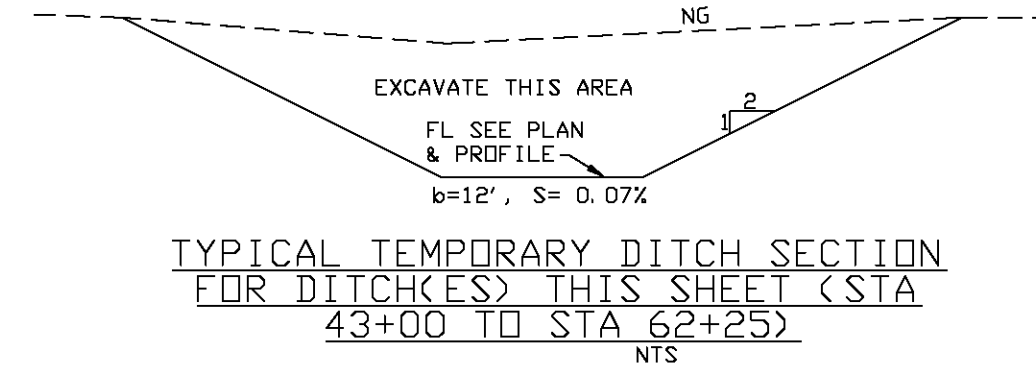 NG
EXCAVATE THIS AREA
2
1
FL SEE PLAN
& PROFILE
b=12', S= 0.07%
TYPICAL TEMPORARY DITCH SECTION
FOR DITCH(ES) THIS SHEET (STA
43+00 TO STA 62+25)
NTS